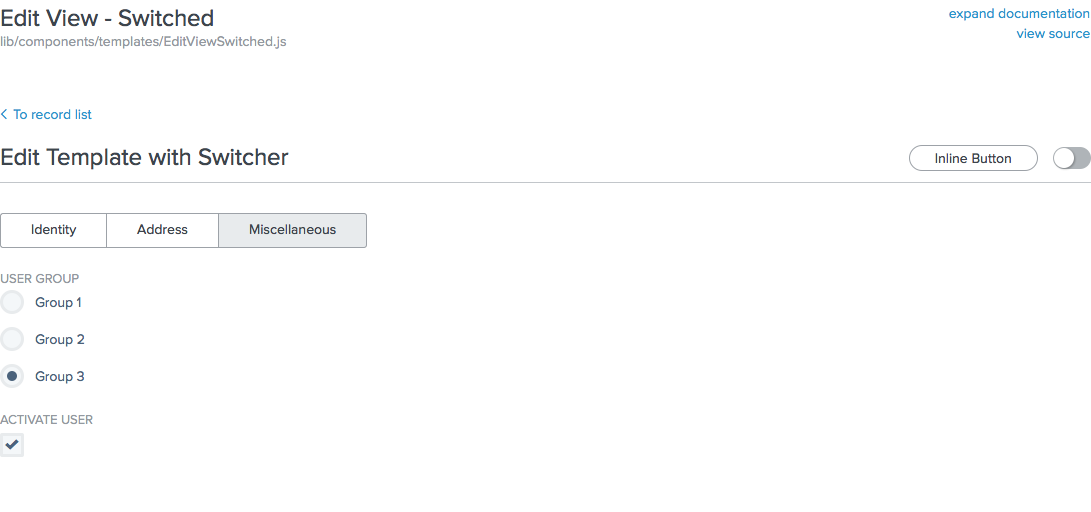 Edit View - Switched
expand documentation
lib/components/templates/EditViewSwitched.js
view source
To record list
Edit Template with Switcher
Inline Button
Identity Address Miscellaneous
USER GROUP
Group 1
Group 2
Group 3
ACTIVATE USER